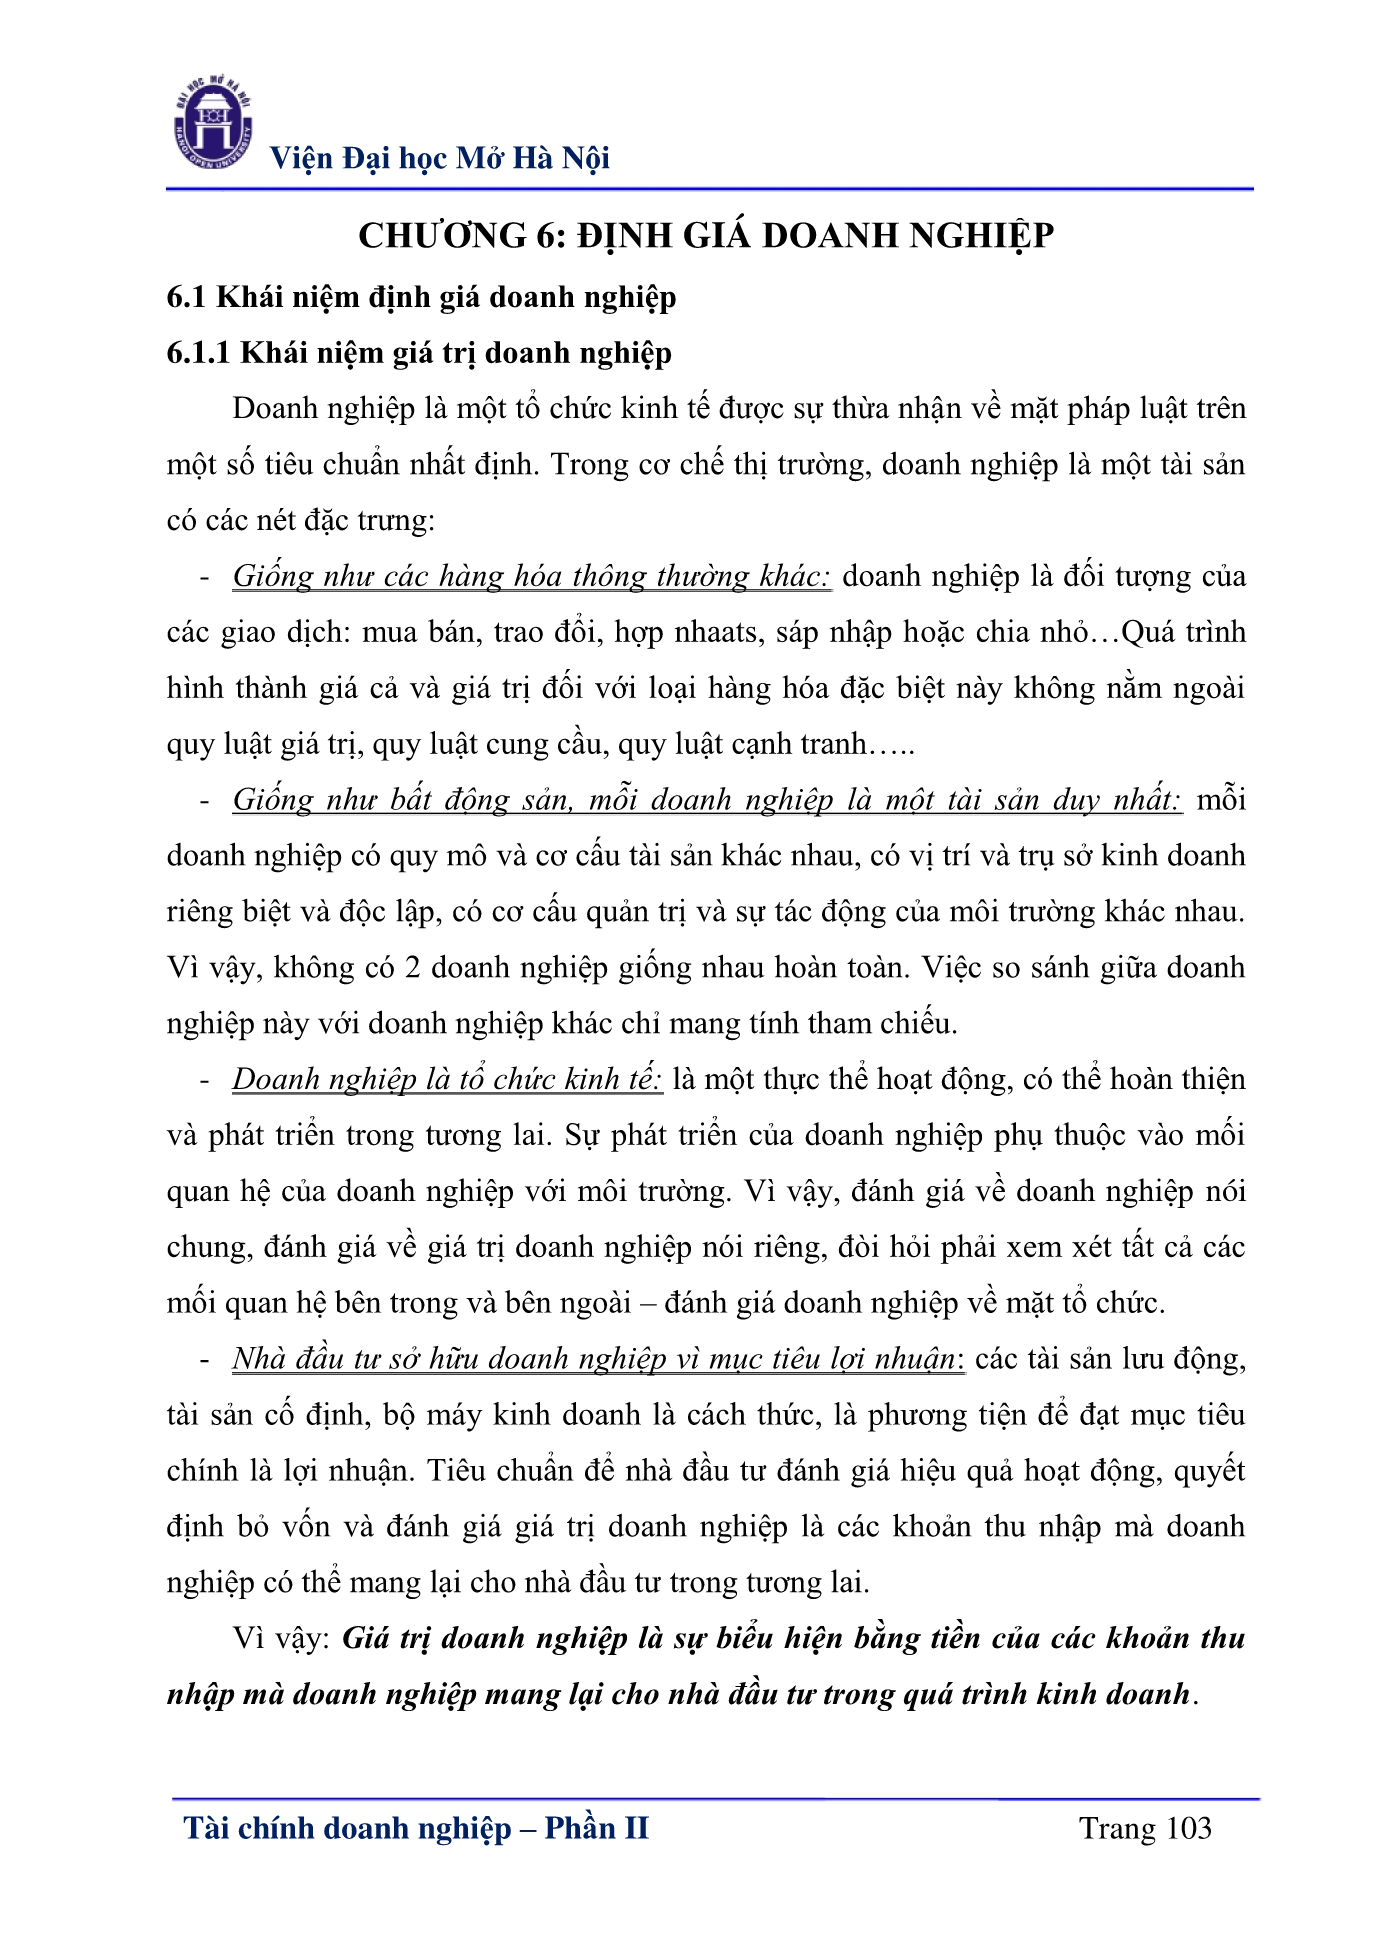 ĐẠI HỌC MỞ HÀ NỘI
HANOI OPEN UNIVERSITY
Viện Đại học Mở Hà Nội
CHƯƠNG 6: ĐỊNH GIÁ DOANH NGHIỆP
6.1 Khái niệm định giá doanh nghiệp
6.1.1 Khái niệm giá trị doanh nghiệp
Doanh nghiệp là một tổ chức kinh tế được sự thừa nhận về mặt pháp luật trên
một số tiêu chuẩn nhất định. Trong cơ chế thị trường, doanh nghiệp là một tài sản
có các nét đặc trưng:
- Giống như các hàng hóa thông thường khác: doanh nghiệp là đối tượng của
các giao dịch: mua bán, trao đổi, hợp nhaats, sáp nhập hoặc chia nhỏ…Quá trình
hình thành giá cả và giá trị đối với loại hàng hóa đặc biệt này không nằm ngoài
quy luật giá trị, quy luật cung cầu, quy luật cạnh tranh…..
- Giống như bất động sản, mỗi doanh nghiệp là một tài sản duy nhất: mỗi
doanh nghiệp có quy mô và cơ cấu tài sản khác nhau, có vị trí và trụ sở kinh doanh
riêng biệt và độc lập, có cơ cấu quản trị và sự tác động của môi trường khác nhau.
Vì vậy, không có 2 doanh nghiệp giống nhau hoàn toàn. Việc so sánh giữa doanh
nghiệp này với doanh nghiệp khác chỉ mang tính tham chiếu.
- Doanh nghiệp là tổ chức kinh tế: là một thực thể hoạt động, có thể hoàn thiện
và phát triển trong tương lai. Sự phát triển của doanh nghiệp phụ thuộc vào mối
quan hệ của doanh nghiệp với môi trường. Vì vậy, đánh giá về doanh nghiệp nói
chung, đánh giá về giá trị doanh nghiệp nói riêng, đòi hỏi phải xem xét tất cả các
mối quan hệ bên trong và bên ngoài – đánh giá doanh nghiệp về mặt tổ chức.
- Nhà đầu tư sở hữu doanh nghiệp vì mục tiêu lợi nhuận: các tài sản lưu động,
tài sản cố định, bộ máy kinh doanh là cách thức, là phương tiện để đạt mục tiêu
chính là lợi nhuận. Tiêu chuẩn để nhà đầu tư đánh giá hiệu quả hoạt động, quyết
định bỏ vốn và đánh giá giá trị doanh nghiệp là các khoản thu nhập mà doanh
nghiệp có thể mang lại cho nhà đầu tư trong tương lai.
Vì vậy: Giá trị doanh nghiệp là sự biểu hiện bằng tiền của các khoản thu
nhập mà doanh nghiệp mang lại cho nhà đầu tư trong quá trình kinh doanh.
Tài chính doanh nghiệp – Phần II Trang 103